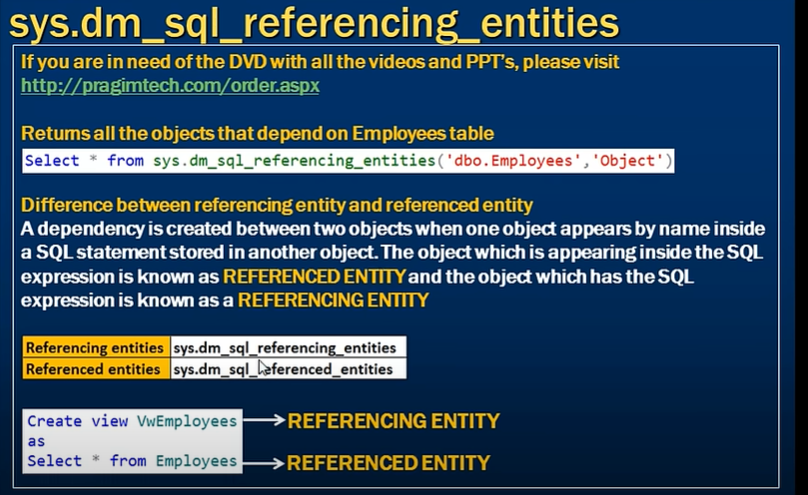 sys.dm_sql_referencing_entities
If you are in need of the DVD with all the videos and PPT's, please visit
http://pragimtech.com/order.aspx
Returns all the objects that depend on Employees table
Select * from sys.dm_sql_referencing_entities('dbo.Employees','Object')
Difference between referencing entity and referenced entity
A dependency is created between two objects when one object appears by name inside
a SQL statement stored in another object. The object which is appearing inside the SQL
expression is known as REFERENCED ENTITY and the object which has the SQL
expression is known as a REFERENCING ENTITY
Referencing entities sys.dm_sql_referencing_entities
Referenced entities sys.dm_sql_referenced_entities
Create view VwEmployees REFERENCING ENTITY
as
Select * from Employees REFERENCED ENTITY